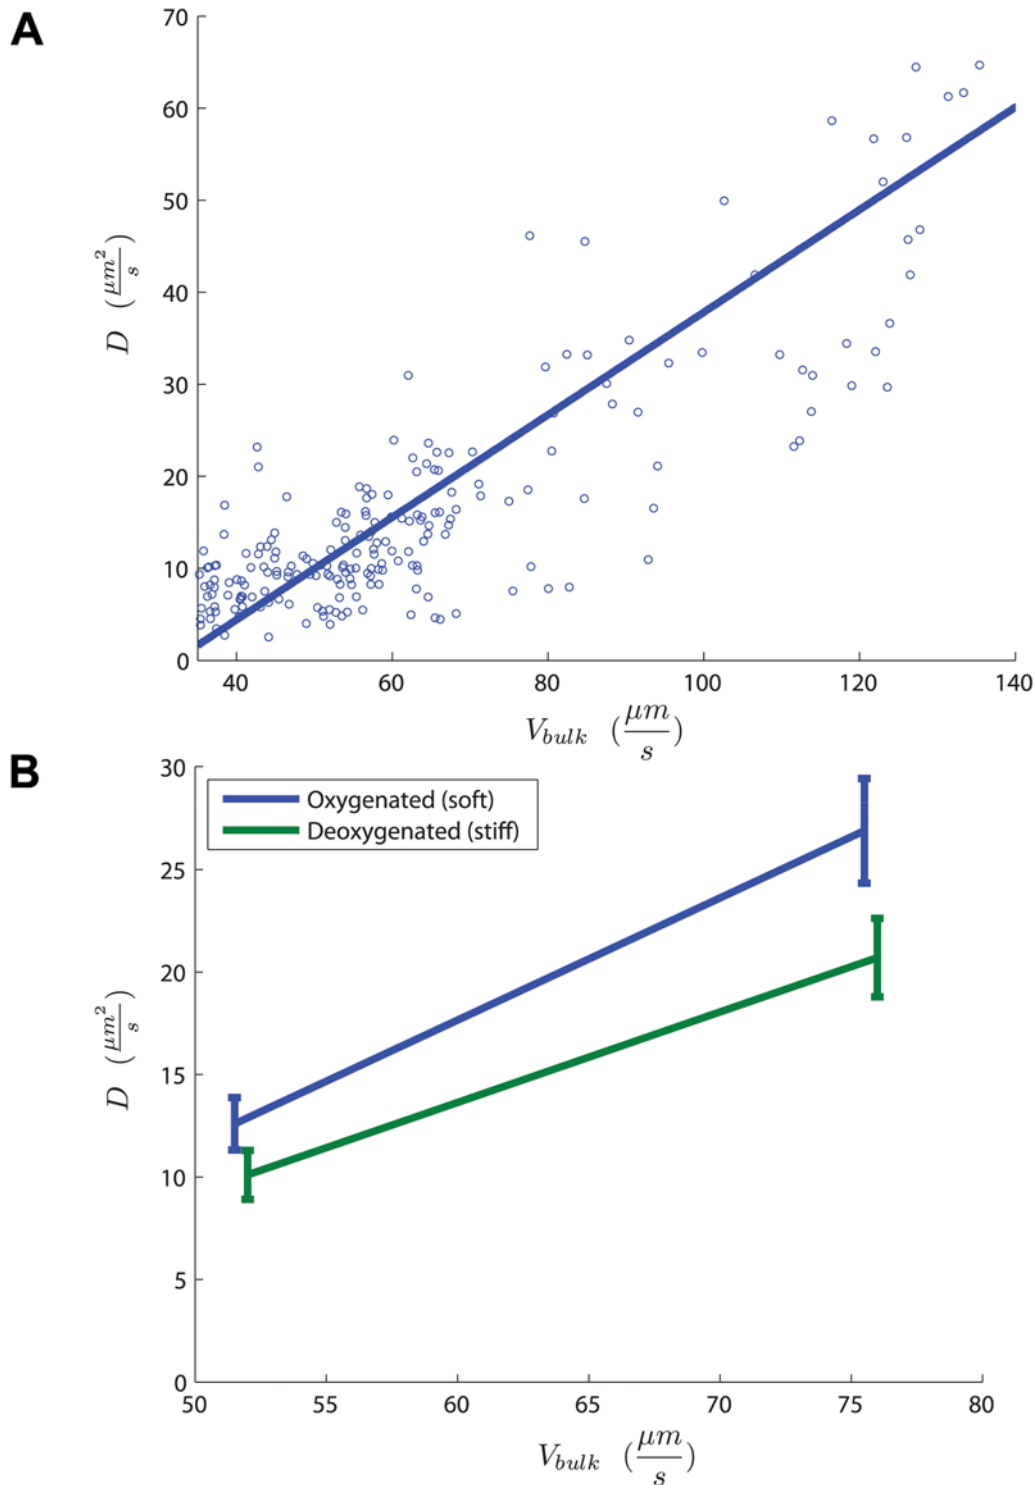 A
70
60
50
40
30
20
10
0
D (μm²/s)
40 60 80 100 120 140
V_bulk (μm/s)
B
30
25
20
15
10
5
0
Oxygenated (soft)
Deoxygenated (stiff)
D (μm²/s)
50 55 60 65 70 75 80
V_bulk (μm/s)